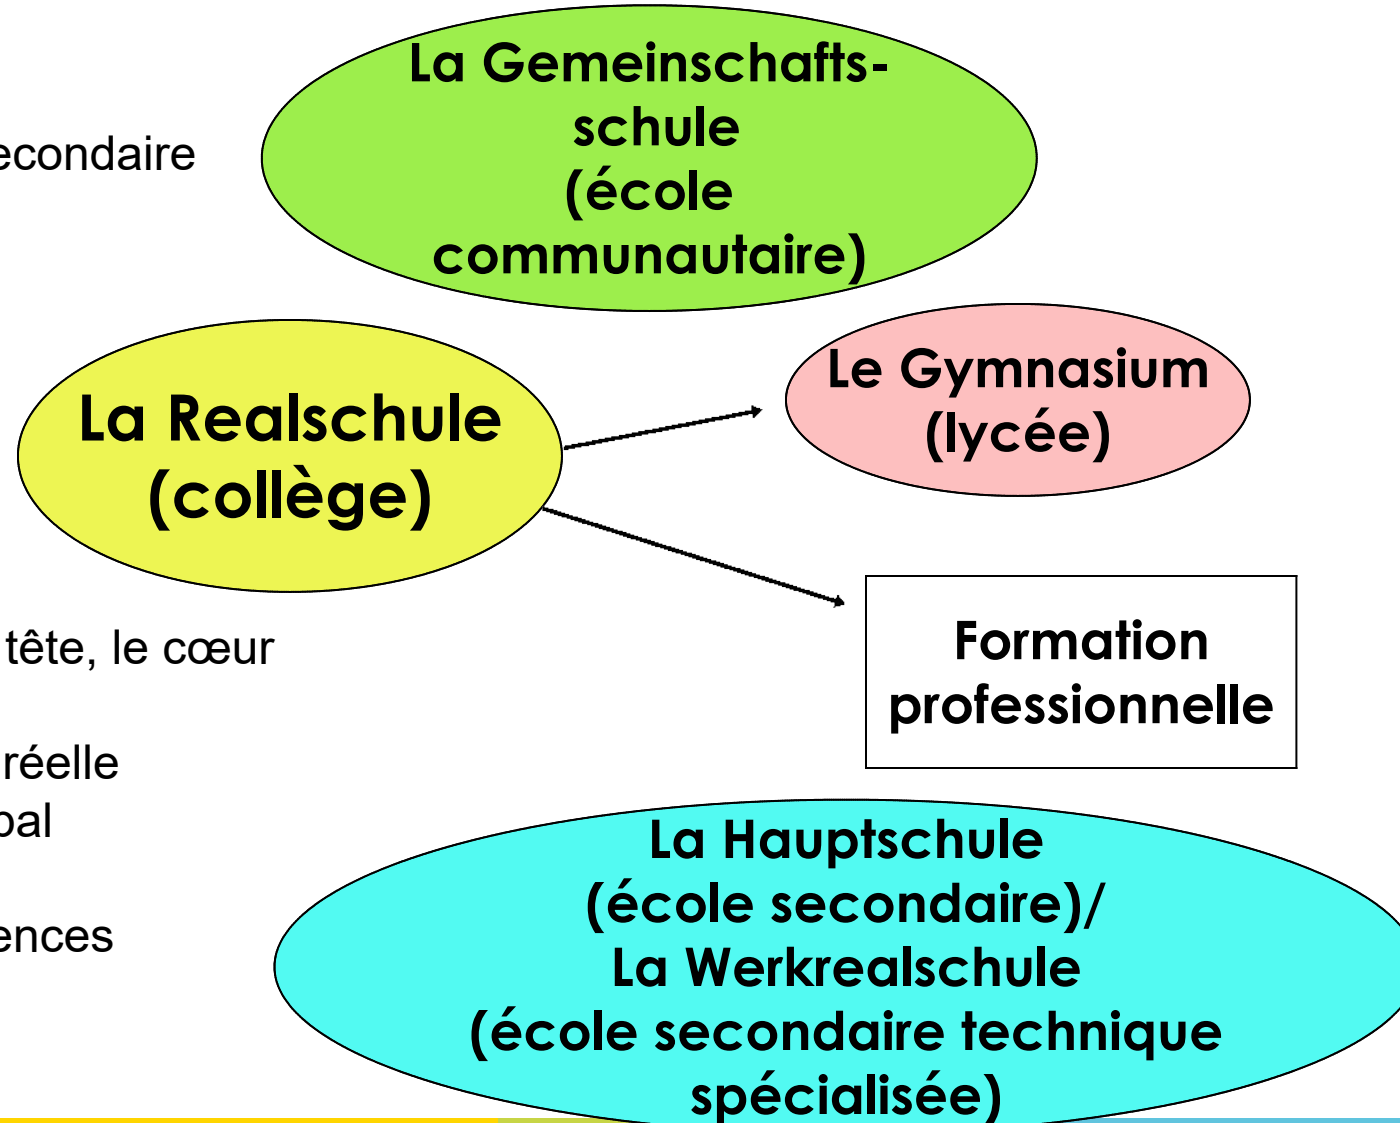 La Gemeinschafts-
schule
(école
communautaire)
econdaire
La Realschule
(collège)
Le Gymnasium
(lycée)
Formation
professionnelle
tête, le cœur
réelle
pal
ences
La Hauptschule
(école secondaire)/
La Werkrealschule
(école secondaire technique
spécialisée)